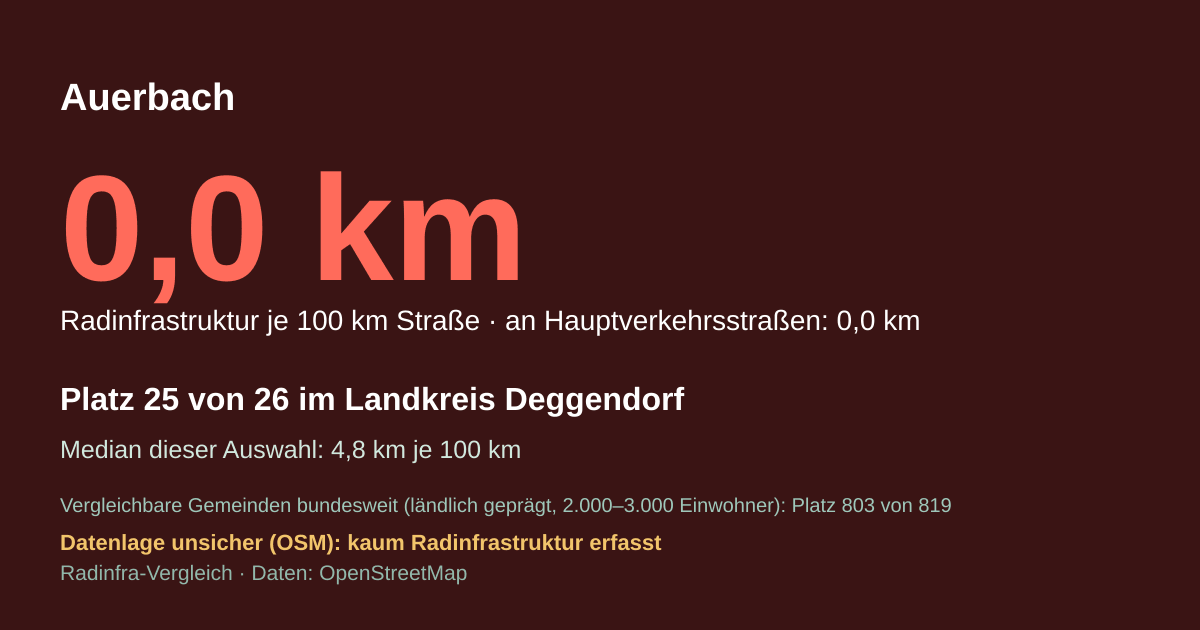 Auerbach
0,0 km
Radinfrastruktur je 100 km Straße · an Hauptverkehrsstraßen: 0,0 km
Platz 25 von 26 im Landkreis Deggendorf
Median dieser Auswahl: 4,8 km je 100 km
Vergleichbare Gemeinden bundesweit (ländlich geprägt, 2.000–3.000 Einwohner): Platz 803 von 819
Datenlage unsicher (OSM): kaum Radinfrastruktur erfasst
Radinfra-Vergleich · Daten: OpenStreetMap